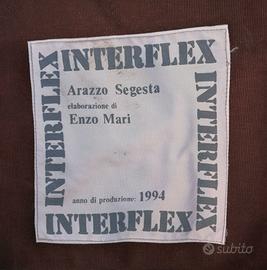 INTERFLEX
INTERFLEX
Arazzo Segesta
elaborazione di
Enzo Mari
anno di produzione: 1994
INTERFLEX
INTERFLEX
subito